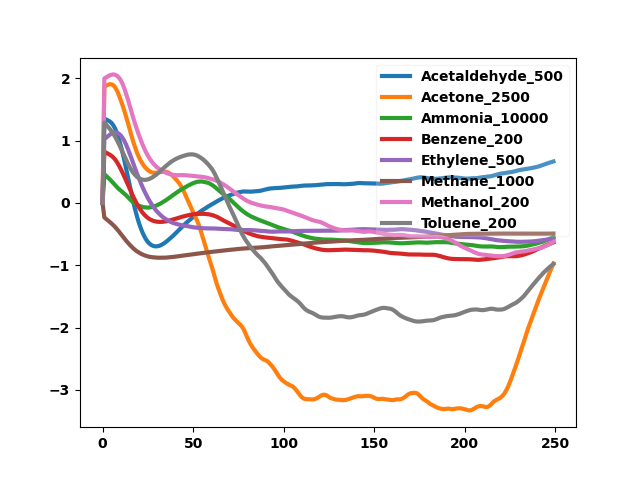 2
1
0
−1
−2
−3
0
50
100
150
200
250
Acetaldehyde_500
Acetone_2500
Ammonia_10000
Benzene_200
Ethylene_500
Methane_1000
Methanol_200
Toluene_200